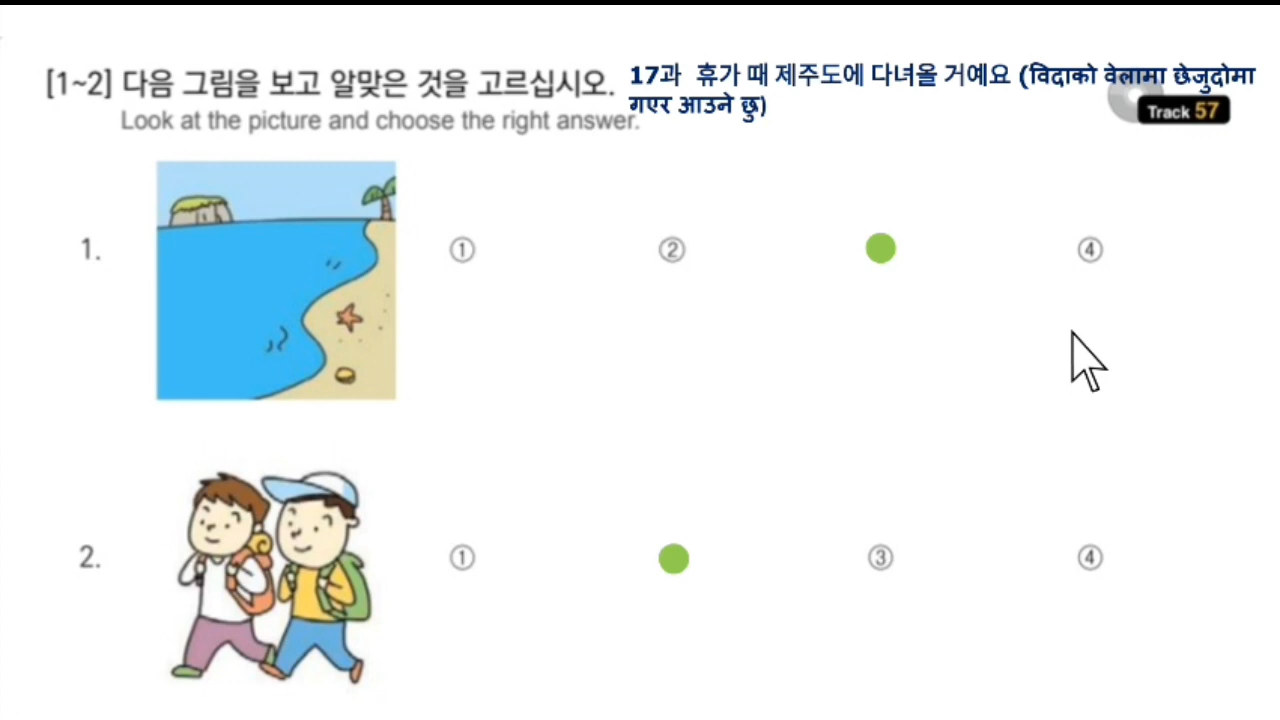 [1~2] 다음 그림을 보고 알맞은 것을 고르십시오.
Look at the picture and choose the right answer.
17과 휴가 때 제주도에 다녀올 거예요 (विदाको वेलामा छेजुदोमा
गएर आउने छु)
Track 57
1.
①
②
④
2.
①
③
④